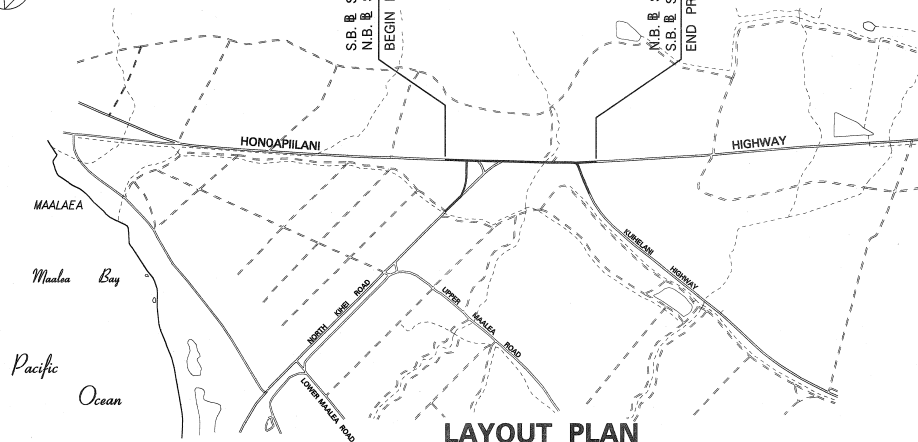 S.B. B S
N.B. B S
BEGIN
N.B. B S
S.B. B S
END PR
HONOAPIILANI
HIGHWAY
MAALAEA
Maalea Bay
KUIHELANI
HIGHWAY
NORTH KIHEI ROAD
UPPER MAALEA ROAD
Pacific
Ocean
LOWER MAALEA ROAD
LAYOUT PLAN